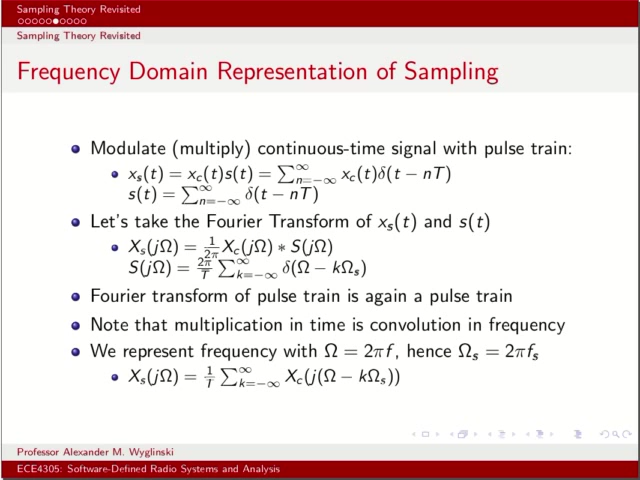 Sampling Theory Revisited
Sampling Theory Revisited
Frequency Domain Representation of Sampling
Modulate (multiply) continuous-time signal with pulse train:
x_s(t) = x_c(t)s(t) = ∑_{n=−∞}^{∞} x_c(t)δ(t − nT)
s(t) = ∑_{n=−∞}^{∞} δ(t − nT)
Let's take the Fourier Transform of x_s(t) and s(t)
X_s(jΩ) = \frac{1}{2π} X_c(jΩ) ∗ S(jΩ)
S(jΩ) = \frac{2π}{T} ∑_{k=−∞}^{∞} δ(Ω − kΩ_s)
Fourier transform of pulse train is again a pulse train
Note that multiplication in time is convolution in frequency
We represent frequency with Ω = 2πf, hence Ω_s = 2πf_s
X_s(jΩ) = \frac{1}{T} ∑_{k=−∞}^{∞} X_c(j(Ω − kΩ_s))
Professor Alexander M. Wyglinski
ECE4305: Software-Defined Radio Systems and Analysis